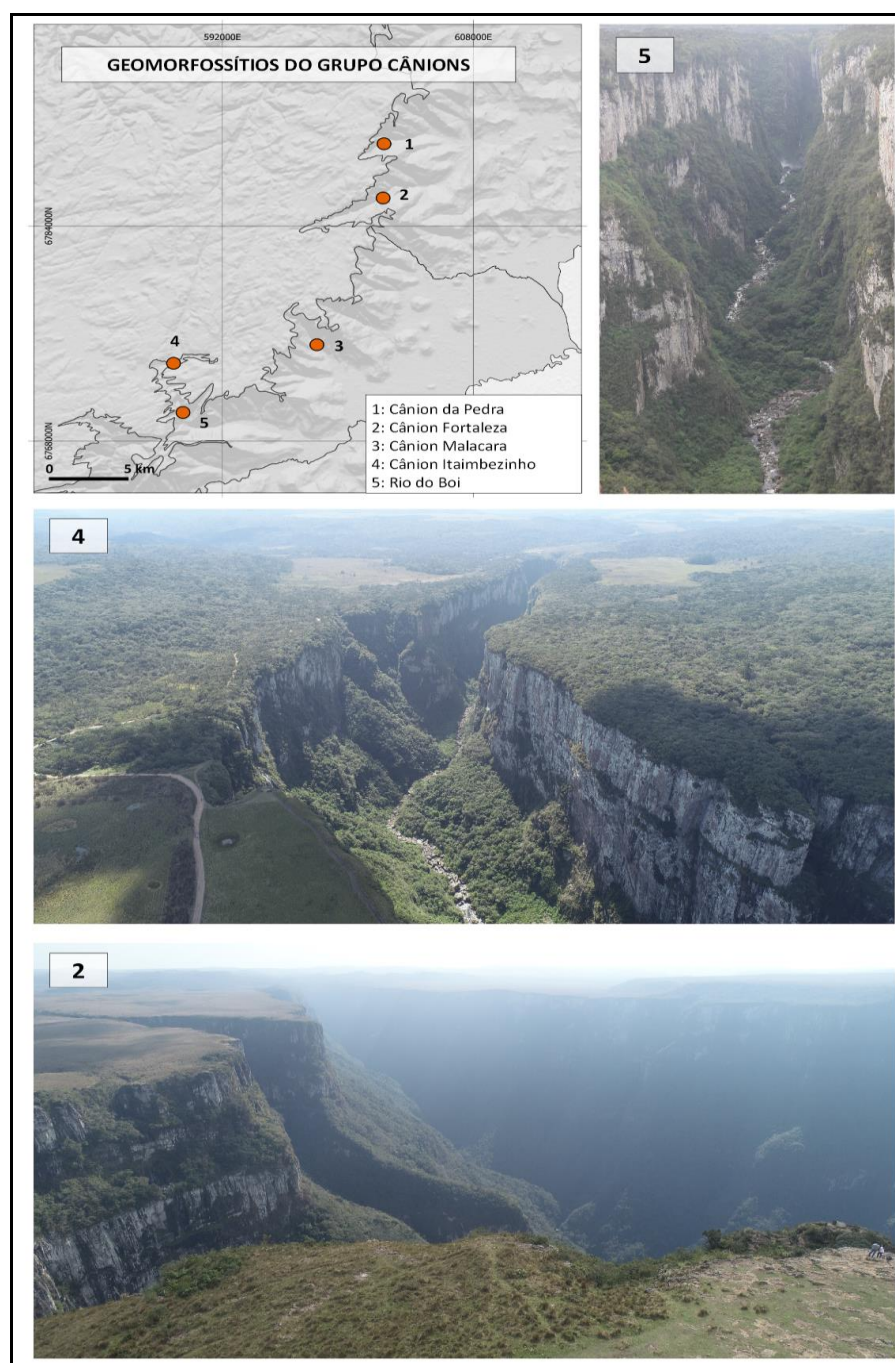 592000E
608000E
GEOMORFOSSÍTIOS DO GRUPO CÂNIONS
5
1
2
6784000N
3
4
5
1: Cânion da Pedra
2: Cânion Fortaleza
3: Cânion Malacara
4: Cânion Itaimbezinho
5: Rio do Boi
6768000N
0 5 km
4
2